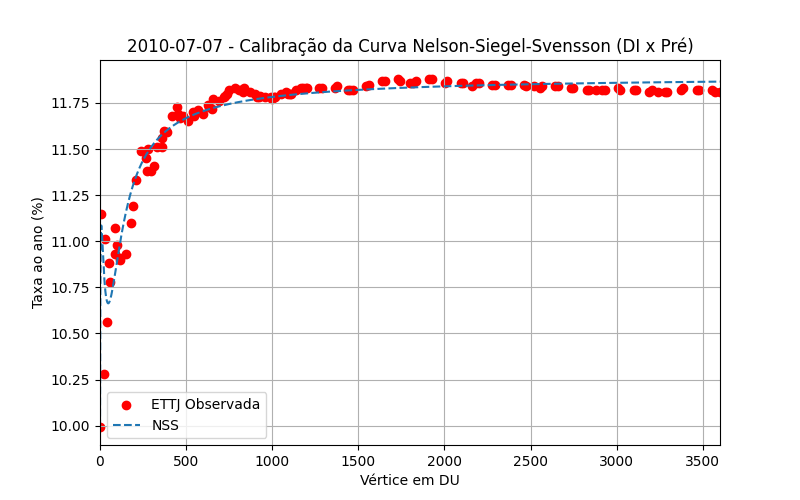 2010-07-07 - Calibração da Curva Nelson-Siegel-Svensson (DI x Pré)
Taxa ao ano (%)
11.75
11.50
11.25
11.00
10.75
10.50
10.25
10.00
ETTJ Observada
NSS
0 500 1000 1500 2000 2500 3000 3500
Vértice em DU